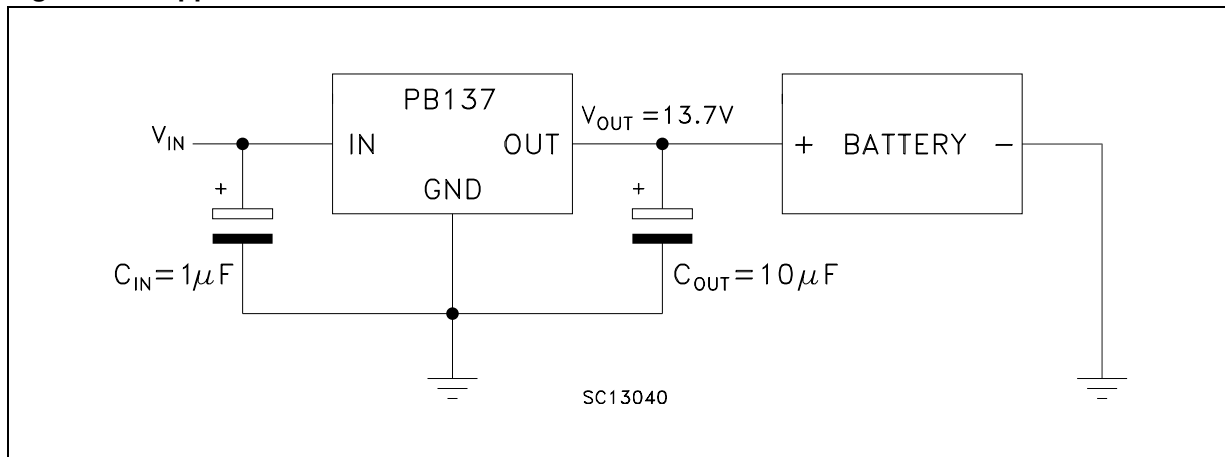 PB137
V_IN
IN
OUT
GND
V_OUT =13.7V
+ BATTERY -
+
+
C_IN=1μF
C_OUT=10μF
SC13040